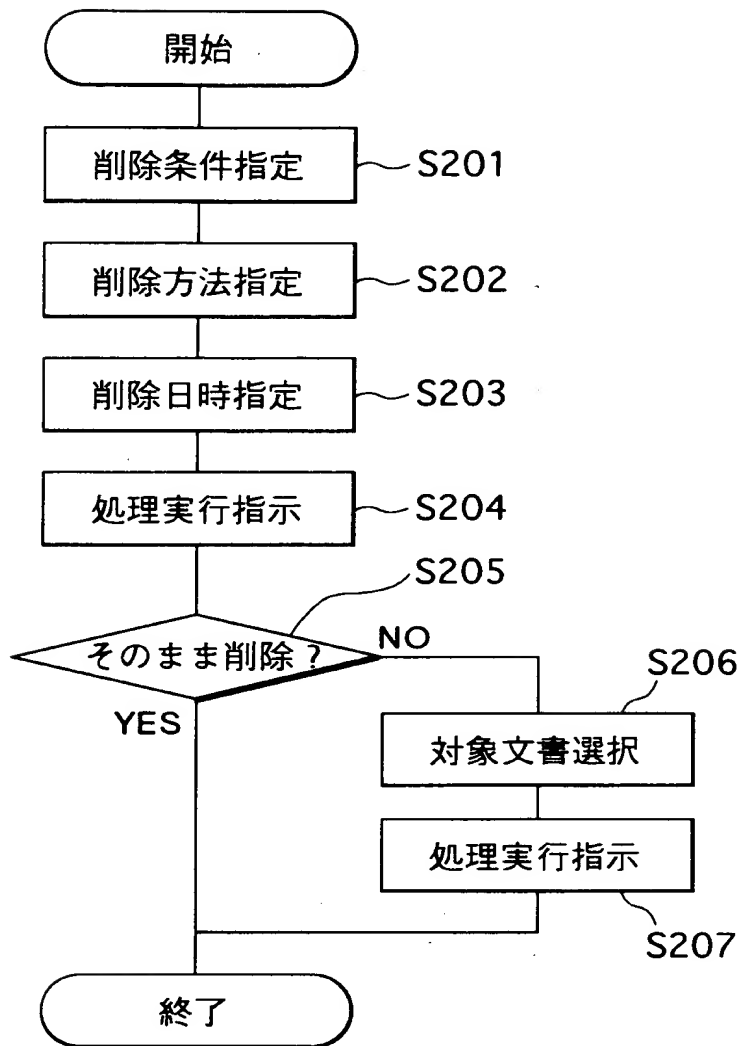 開始
削除条件指定 S201
削除方法指定 S202
削除日時指定 S203
処理実行指示 S204
S205
そのまま削除?
NO
YES
S206
対象文書選択
処理実行指示
S207
終了